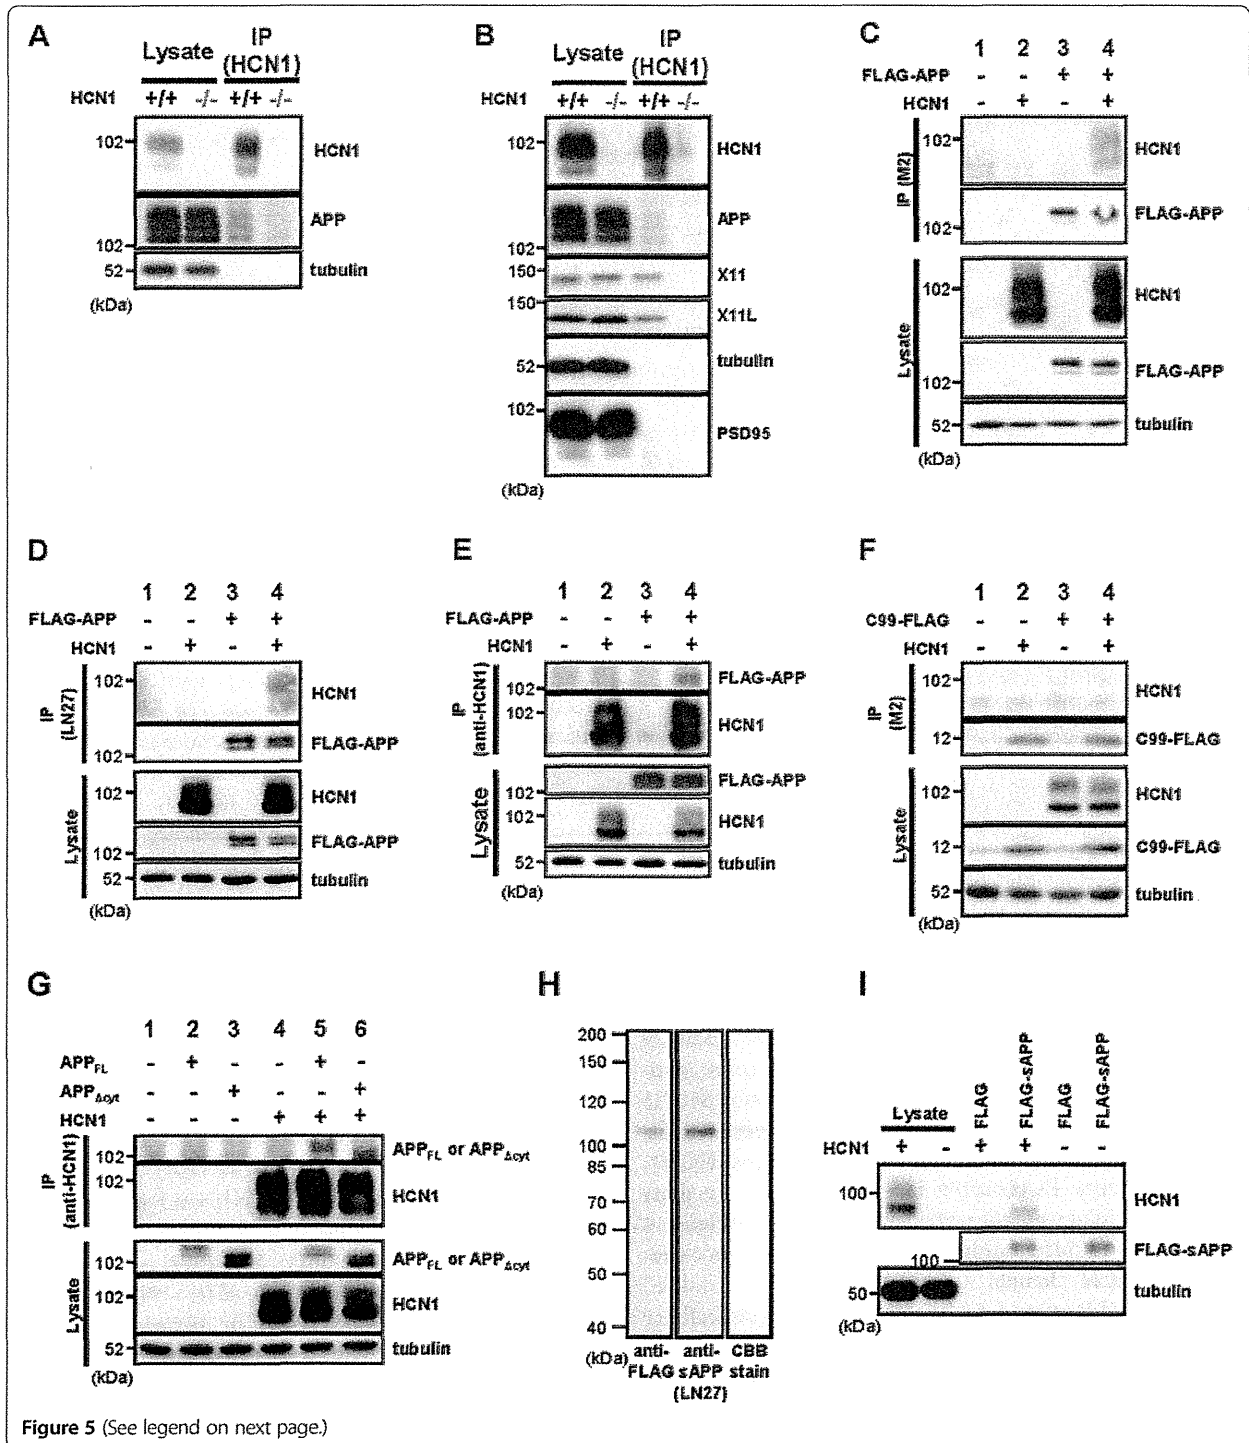 A
Lysate IP (HCN1)
HCN1 +/+ -/- +/+ -/-
102 HCN1
APP
102
52 tubulin
(kDa)
B
Lysate IP (HCN1)
HCN1 +/+ -/- +/+ -/-
102 HCN1
APP
102
150 X11
150
X11L
tubulin
52
102
PSD95
(kDa)
C
1 2 3 4
FLAG-APP - - + +
HCN1 - + - +
IP (M2)
102 HCN1
FLAG-APP
102
Lysate
102 HCN1
FLAG-APP
102
52 tubulin
(kDa)
D
1 2 3 4
FLAG-APP - - + +
HCN1 - + - +
IP (LN27)
102 HCN1
FLAG-APP
102
Lysate
102 HCN1
FLAG-APP
102
52 tubulin
(kDa)
E
1 2 3 4
FLAG-APP - - + +
HCN1 - + - +
IP (anti-HCN1)
FLAG-APP
102
102 HCN1
Lysate
FLAG-APP
102
102 HCN1
52 tubulin
(kDa)
F
1 2 3 4
C99-FLAG - - + +
HCN1 - + - +
IP (M2)
102 HCN1
12 C99-FLAG
Lysate
102 HCN1
12 C99-FLAG
52 tubulin
(kDa)
G
1 2 3 4 5 6
APPFL - + - - + -
APPΔcyt - - + - - +
HCN1 - - - + + +
IP (anti-HCN1)
102 APPFL or APPΔcyt
102 HCN1
Lysate
102 APPFL or APPΔcyt
102 HCN1
52 tubulin
(kDa)
H
200
150
120
100
85
70
60
50
40
(kDa) anti-FLAG anti-sAPP (LN27) CBB stain
I
Lysate FLAG FLAG-sAPP FLAG FLAG-sAPP
HCN1 + - + + - -
100 HCN1
FLAG-sAPP
100
50 tubulin
(kDa)
Figure 5 (See legend on next page.)